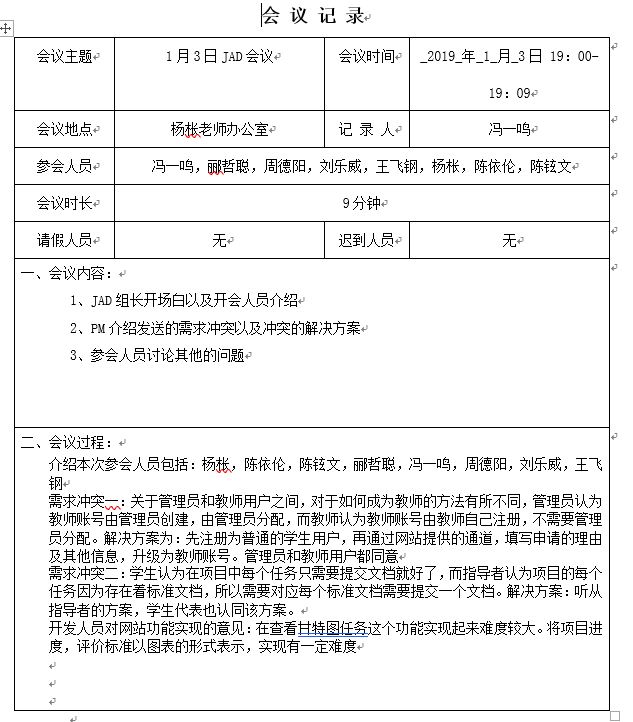 会 议 记 录
会议主题 1月3日JAD会议 会议时间 _2019_年_1_月_3日 19：00-
19：09
会议地点 杨枨老师办公室 记 录 人 冯一鸣
参会人员 冯一鸣，郦哲聪，周德阳，刘乐威，王飞钢，杨枨，陈依伦，陈铉文
会议时长 9分钟
请假人员 无 迟到人员 无
一、会议内容：
1、JAD组长开场白以及开会人员介绍
2、PM介绍发送的需求冲突以及冲突的解决方案
3、参会人员讨论其他的问题
二、会议过程：
介绍本次参会人员包括：杨枨，陈依伦，陈铉文，郦哲聪，冯一鸣，周德阳，刘乐威，王飞
钢
需求冲突一：关于管理员和教师用户之间，对于如何成为教师的方法有所不同，管理员认为
教师账号由管理员创建，由管理员分配，而教师认为教师账号由教师自己注册，不需要管理
员分配。解决方案为：先注册为普通的学生用户，再通过网站提供的通道，填写申请的理由
及其他信息，升级为教师账号。管理员和教师用户都同意
需求冲突二：学生认为在项目中每个任务只需要提交文档就好了，而指导者认为项目的每个
任务因为存在着标准文档，所以需要对应每个标准文档需要提交一个文档。解决方案：听从
指导者的方案，学生代表也认同该方案。
开发人员对网站功能实现的意见：在查看甘特图任务这个功能实现起来难度较大。将项目进
度，评价标准以图表的形式表示，实现有一定难度